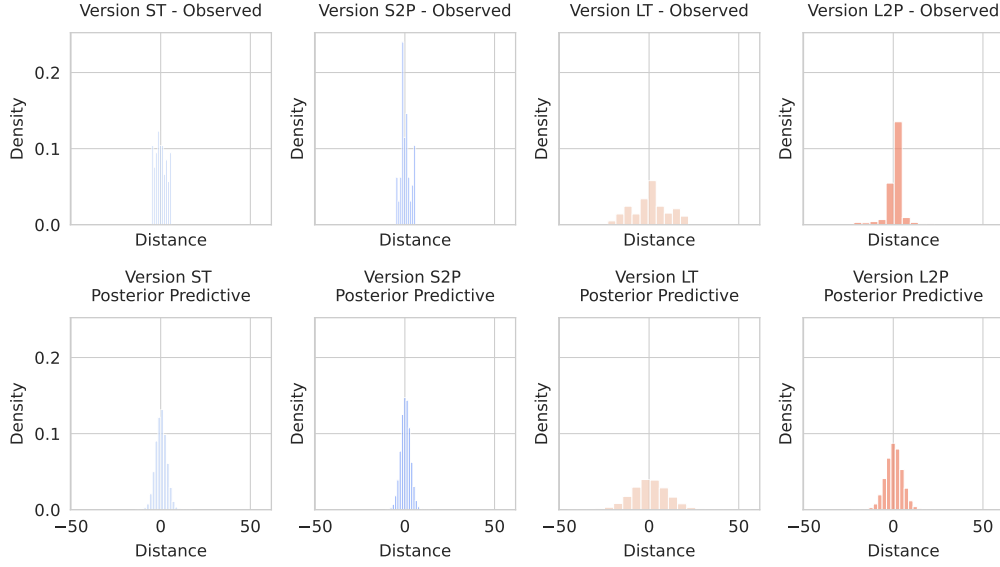 Version ST - Observed
Version S2P - Observed
Version LT - Observed
Version L2P - Observed
Density
0.2
0.1
0.0
Distance
Density
Distance
Density
Distance
Density
Distance
Version ST
Posterior Predictive
Version S2P
Posterior Predictive
Version LT
Posterior Predictive
Version L2P
Posterior Predictive
Density
0.2
0.1
0.0
−50
0
50
Distance
Density
−50
0
50
Distance
Density
−50
0
50
Distance
Density
−50
0
50
Distance